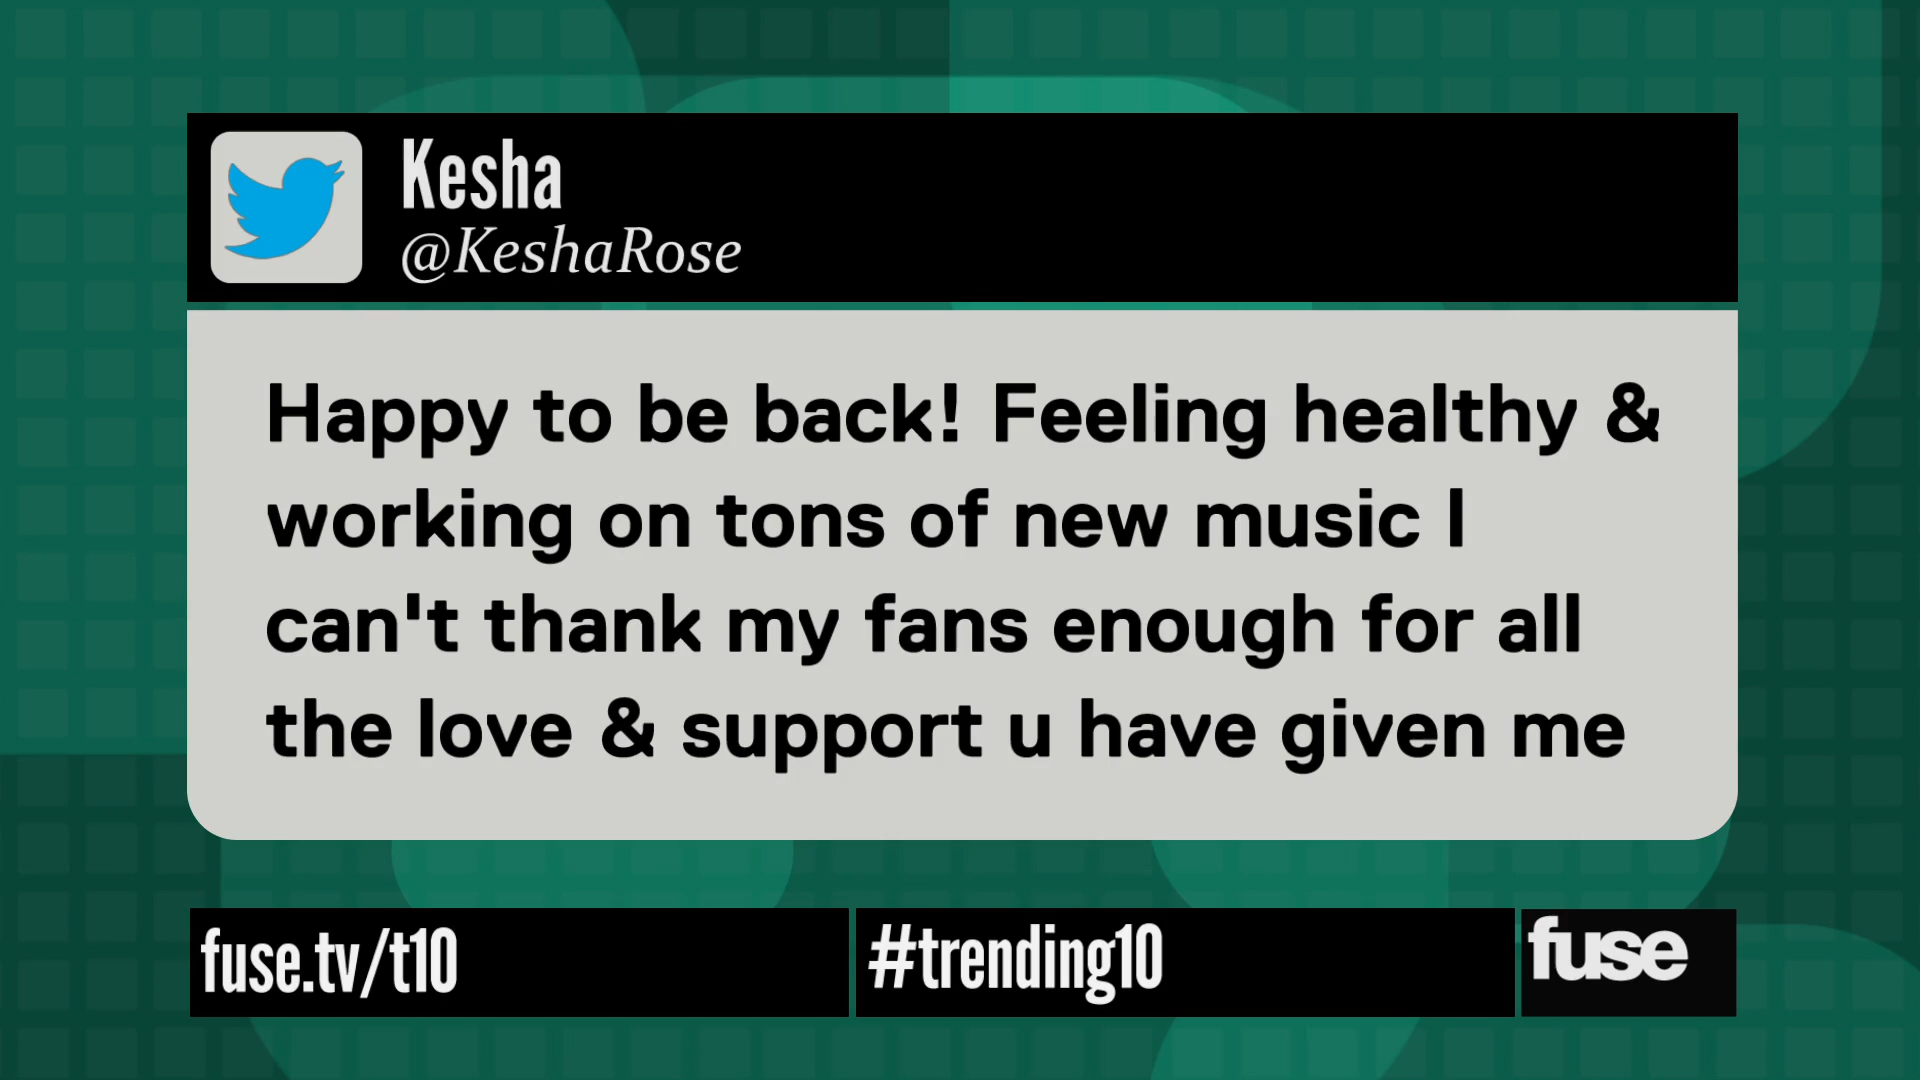 Kesha
@KeshaRose
Happy to be back! Feeling healthy &
working on tons of new music I
can't thank my fans enough for all
the love & support u have given me
fuse.tv/t10
#trending10
fuse